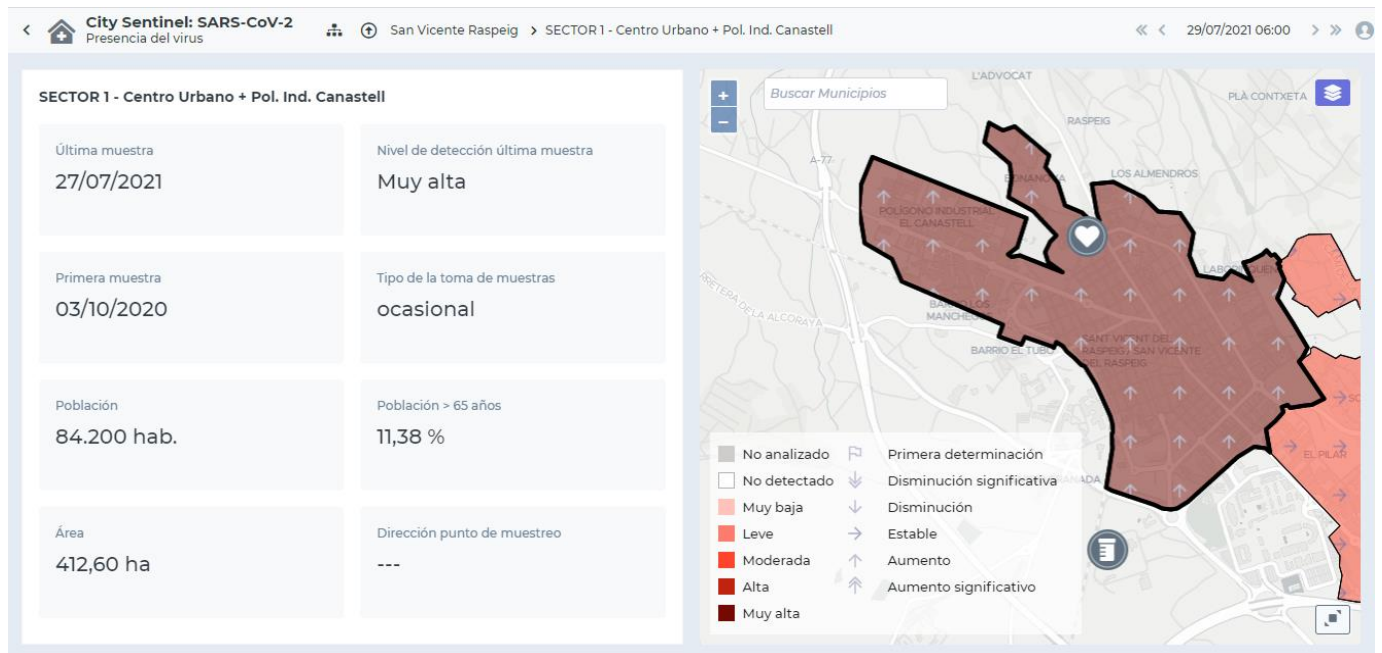 City Sentinel: SARS-CoV-2
Presencia del virus
San Vicente Raspeig > SECTOR 1 - Centro Urbano + Pol. Ind. Canastell
29/07/2021 06:00
SECTOR 1 - Centro Urbano + Pol. Ind. Canastell
Última muestra
27/07/2021
Nivel de detección última muestra
Muy alta
Primera muestra
03/10/2020
Tipo de la toma de muestras
ocasional
Población
84.200 hab.
Población > 65 años
11,38 %
Área
412,60 ha
Dirección punto de muestreo
---
+
−
Buscar Municipios
L'ADVOCAT
PLÀ CONTXETA
RASPEIG
A-77
LOS ALMENDROS
POLÍGONO INDUSTRIAL
EL CANASTELL
BARRIO LOS
MANCHEGOS
BARRIO EL TUBO
SANT VICENT DEL
RASPEIG / SAN VICENTE
DEL RASPEIG
EL PILAR
No analizado
No detectado
Muy baja
Leve
Moderada
Alta
Muy alta
Primera determinación
Disminución significativa
Disminución
Estable
Aumento
Aumento significativo